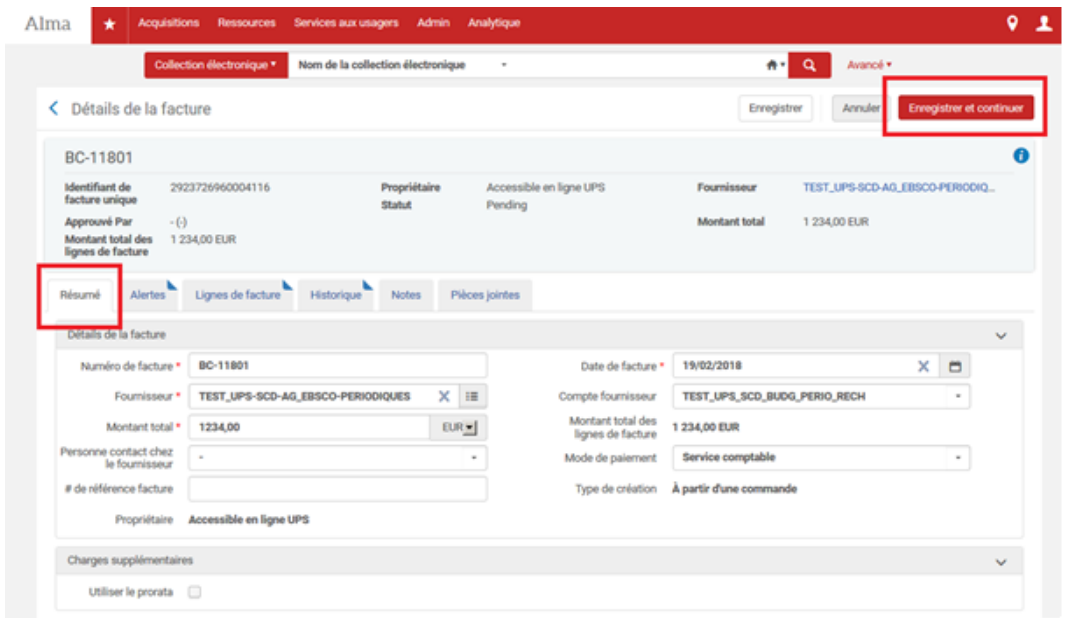 Alma ★ Acquisitions Ressources Services aux usagers Admin Analytique
Collection électronique Nom de la collection électronique - Avancé
Détails de la facture Enregistrer Annuler Enregistrer et continuer
BC-11801
Identifiant de facture unique 2923726960004116 Propriétaire Accessible en ligne UPS Fournisseur TEST_UPS-SCD-AG_EBSCO-PERIODIQ...
Statut Pending
Approuvé Par - (-) Montant total 1 234,00 EUR
Montant total des lignes de facture 1 234,00 EUR
Résumé Alertes Lignes de facture Historique Notes Pièces jointes
Détails de la facture
Numéro de facture * BC-11801 Date de facture * 19/02/2018
Fournisseur * TEST_UPS-SCD-AG_EBSCO-PERIODIQUES Compte fournisseur TEST_UPS_SCD_BUDG_PERIO_RECH
Montant total * 1234,00 EUR Montant total des lignes de facture 1 234,00 EUR
Personne contact chez le fournisseur - Mode de paiement Service comptable
# de référence facture Type de création À partir d'une commande
Propriétaire Accessible en ligne UPS
Charges supplémentaires
Utiliser le prorata